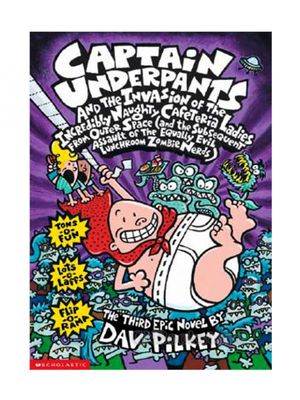 CAPTAIN
UNDERPANTS
AND THE INVASION OF THE
INCREDIBLY NAUGHTY CAFETERIA LADIES
FROM OUTER SPACE (AND THE SUBSEQUENT
ASSAULT OF THE EQUALLY EVIL
LUNCHROOM ZOMBIE NERDS)
TONS
-OF-
FUN
LOTS
-O-
LAFFS
FLIP
-O-
RAMA
THE THIRD EPIC NOVEL BY
DAV PILKEY
SCHOLASTIC